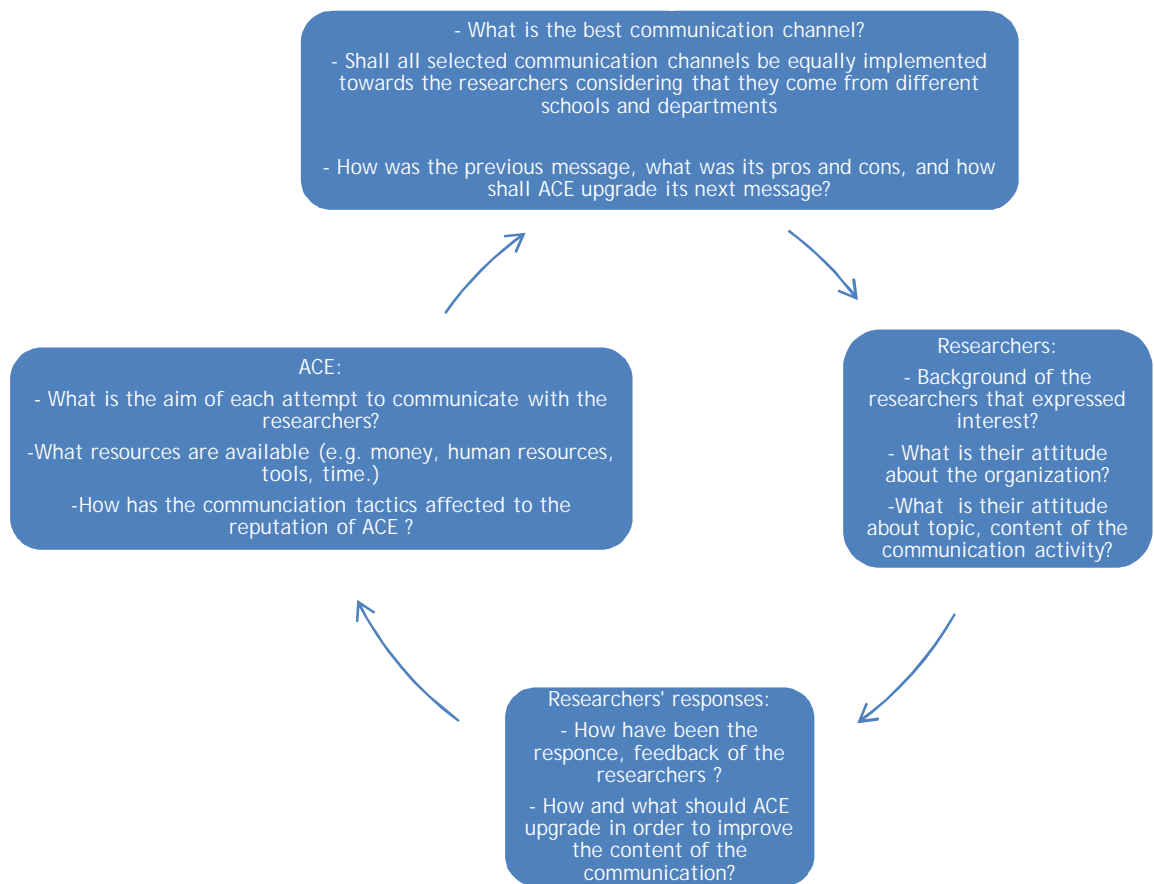 - What is the best communication channel?
- Shall all selected communication channels be equally implemented
towards the researchers considering that they come from different
schools and departments
- How was the previous message, what was its pros and cons, and how
shall ACE upgrade its next message?
Researchers:
- Background of the
researchers that expressed
interest?
- What is their attitude
about the organization?
-What  is their attitude
about topic, content of the
communication activity?
Researchers' responses:
- How have been the
responce, feedback of the
researchers ?
- How and what should ACE
upgrade in order to improve
the content of the
communication?
ACE:
- What is the aim of each attempt to communicate with the
researchers?
-What resources are available (e.g. money, human resources,
tools, time.)
-How has the communciation tactics affected to the
reputation of ACE ?